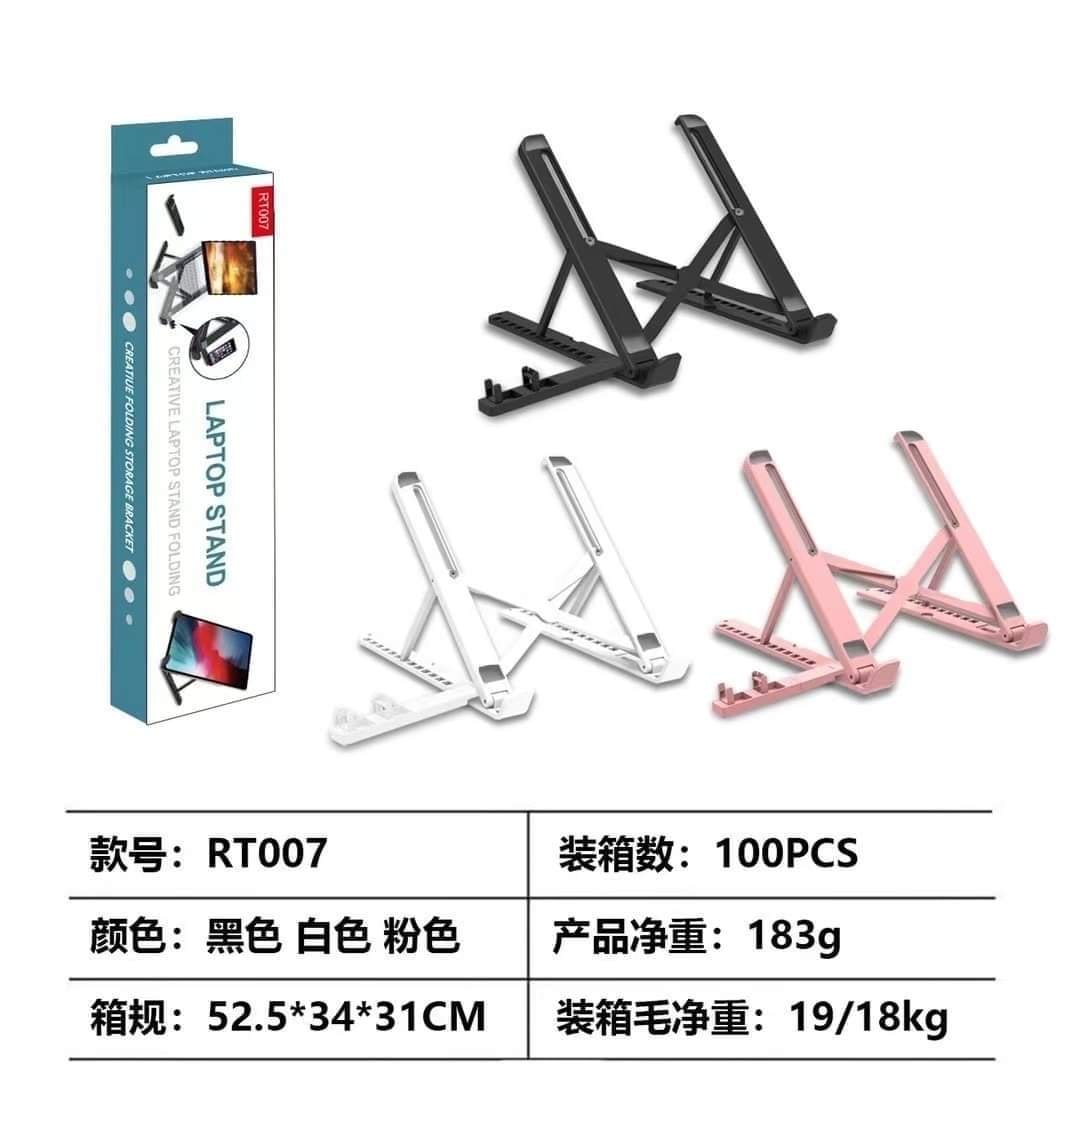 LAPTOP STAND
RT007
CREATIUE FOLDING STORAGE BRACKET
CREATIVE LAPTOP STAND FOLDING
LAPTOP STAND
款号：RT007
装箱数：100PCS
颜色：黑色 白色 粉色
产品净重：183g
箱规：52.5*34*31CM
装箱毛净重：19/18kg